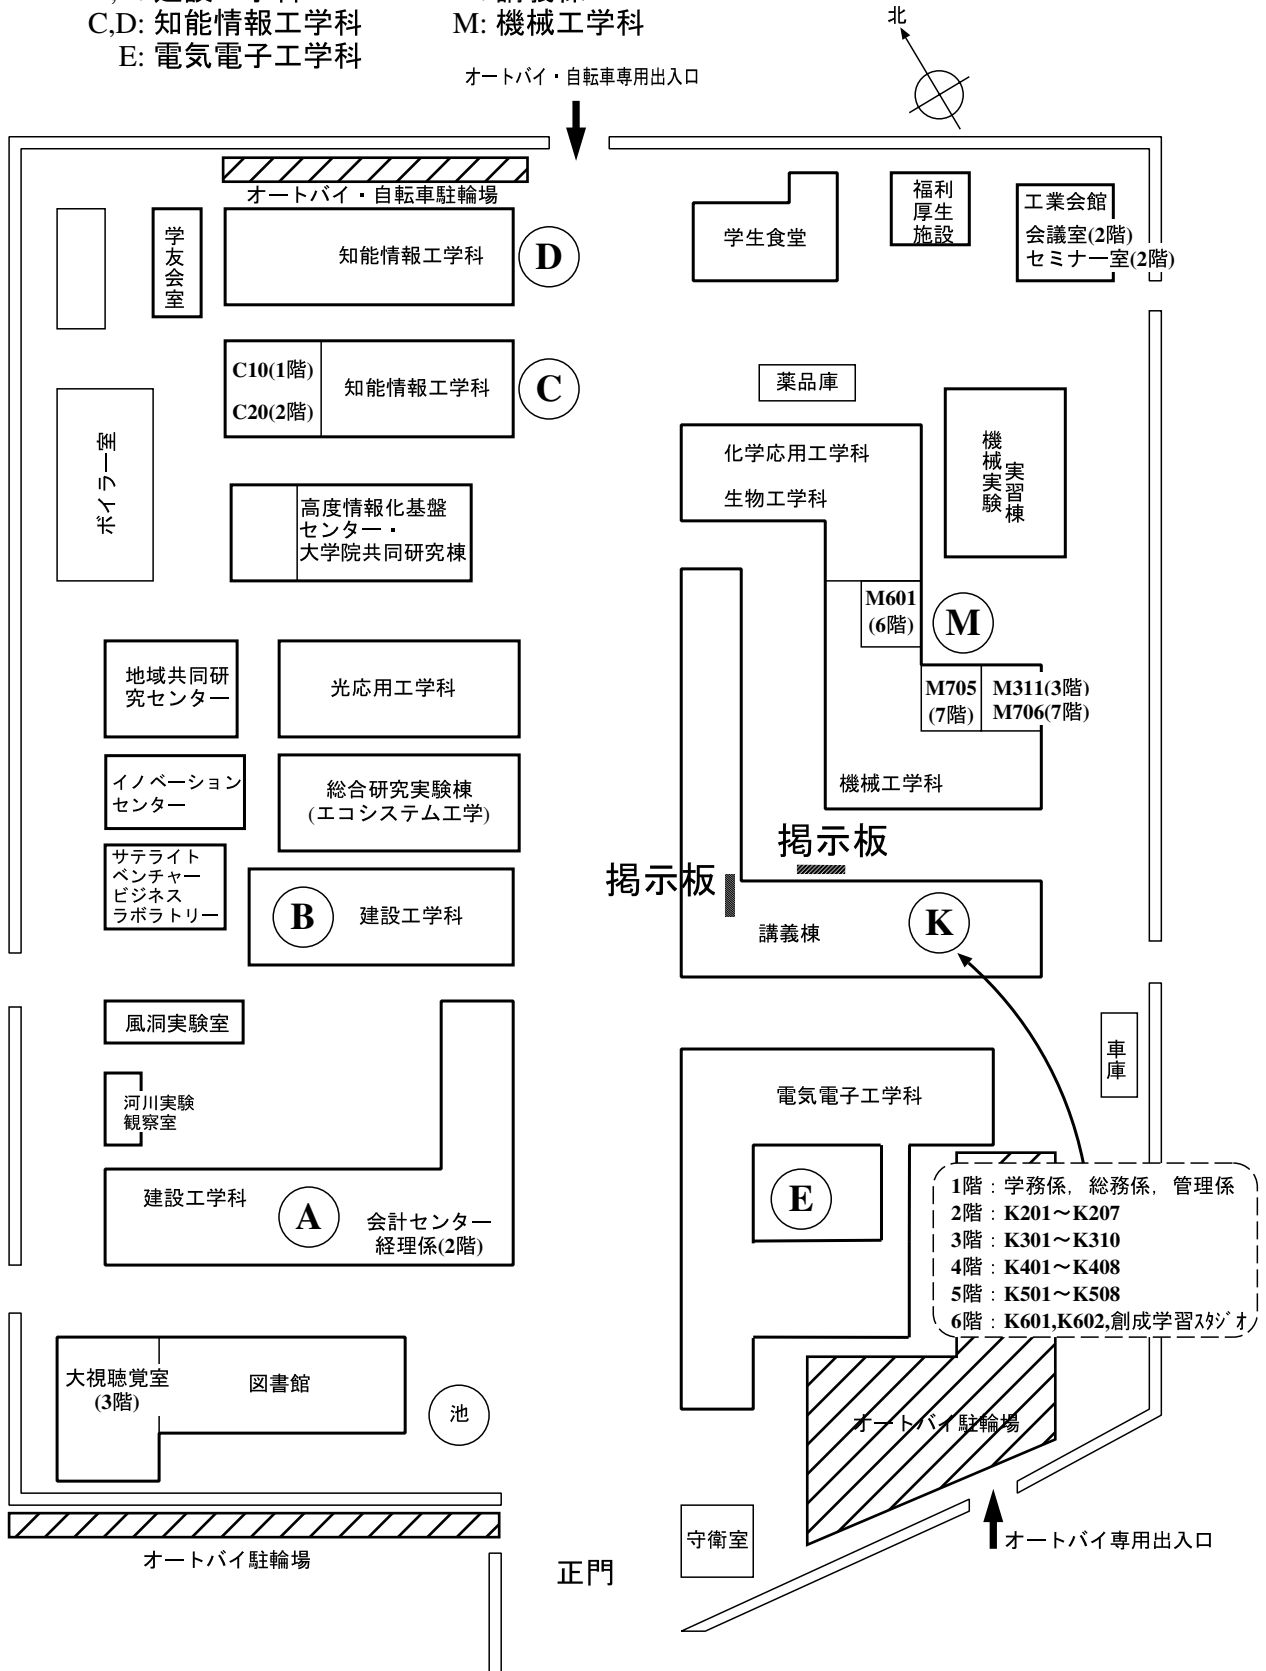 C,D: 知能情報工学科
M: 機械工学科
E: 電気電子工学科
北
オートバイ・自転車専用出入口
オートバイ・自転車駐輪場
学友会室
知能情報工学科
D
学生食堂
福利
厚生
施設
工業会館
会議室(2階)
セミナー室(2階)
C10(1階)
C20(2階)
知能情報工学科
C
薬品庫
ボイラー室
化学応用工学科
生物工学科
機械実験
実習棟
高度情報化基盤
センター・
大学院共同研究棟
M601
(6階)
M
地域共同研
究センター
光応用工学科
M705
(7階)
M311(3階)
M706(7階)
イノベーション
センター
総合研究実験棟
(エコシステム工学)
機械工学科
掲示板
掲示板
サテライト
ベンチャー
ビジネス
ラボラトリー
B
建設工学科
講義棟
K
風洞実験室
車庫
河川実験
観察室
電気電子工学科
建設工学科
A
会計センター
経理係(2階)
E
1階：学務係，総務係，管理係
2階：K201～K207
3階：K301～K310
4階：K401～K408
5階：K501～K508
6階：K601,K602,創成学習ｽﾀｼﾞｵ
大視聴覚室
(3階)
図書館
池
オートバイ駐輪場
守衛室
オートバイ専用出入口
オートバイ駐輪場
正門